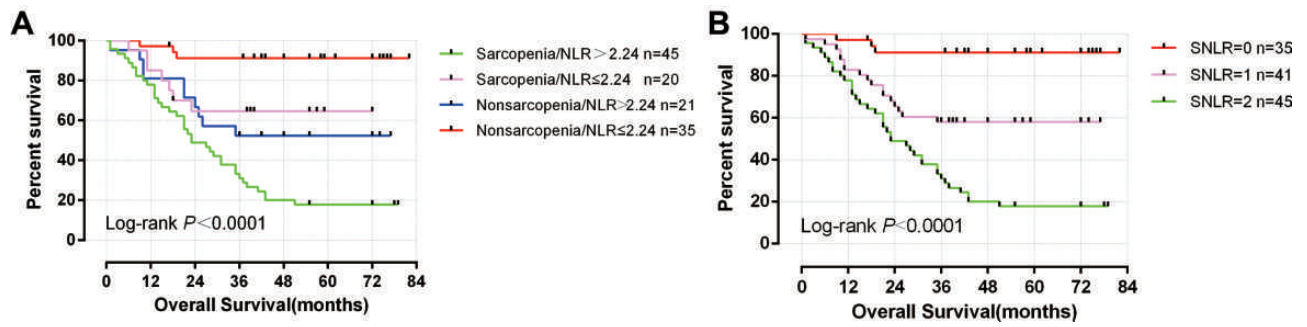 A
Percent survival
100
80
60
40
20
0
Log-rank P<0.0001
0 12 24 36 48 60 72 84
Overall Survival(months)
Sarcopenia/NLR>2.24 n=45
Sarcopenia/NLR≤2.24 n=20
Nonsarcopenia/NLR>2.24 n=21
Nonsarcopenia/NLR≤2.24 n=35
B
Percent survival
100
80
60
40
20
0
Log-rank P<0.0001
0 12 24 36 48 60 72 84
Overall Survival(months)
SNLR=0 n=35
SNLR=1 n=41
SNLR=2 n=45